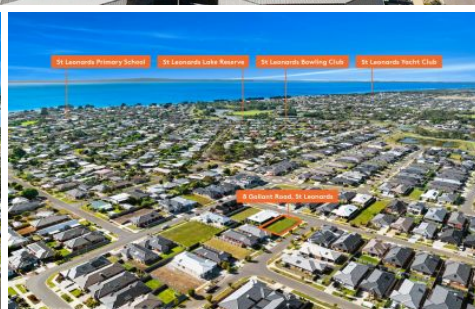 St Leonards Primary School
St Leonards Lake Reserve
St Leonards Bowling Club
St Leonards Yacht Club
8 Gallant Road, St Leonards